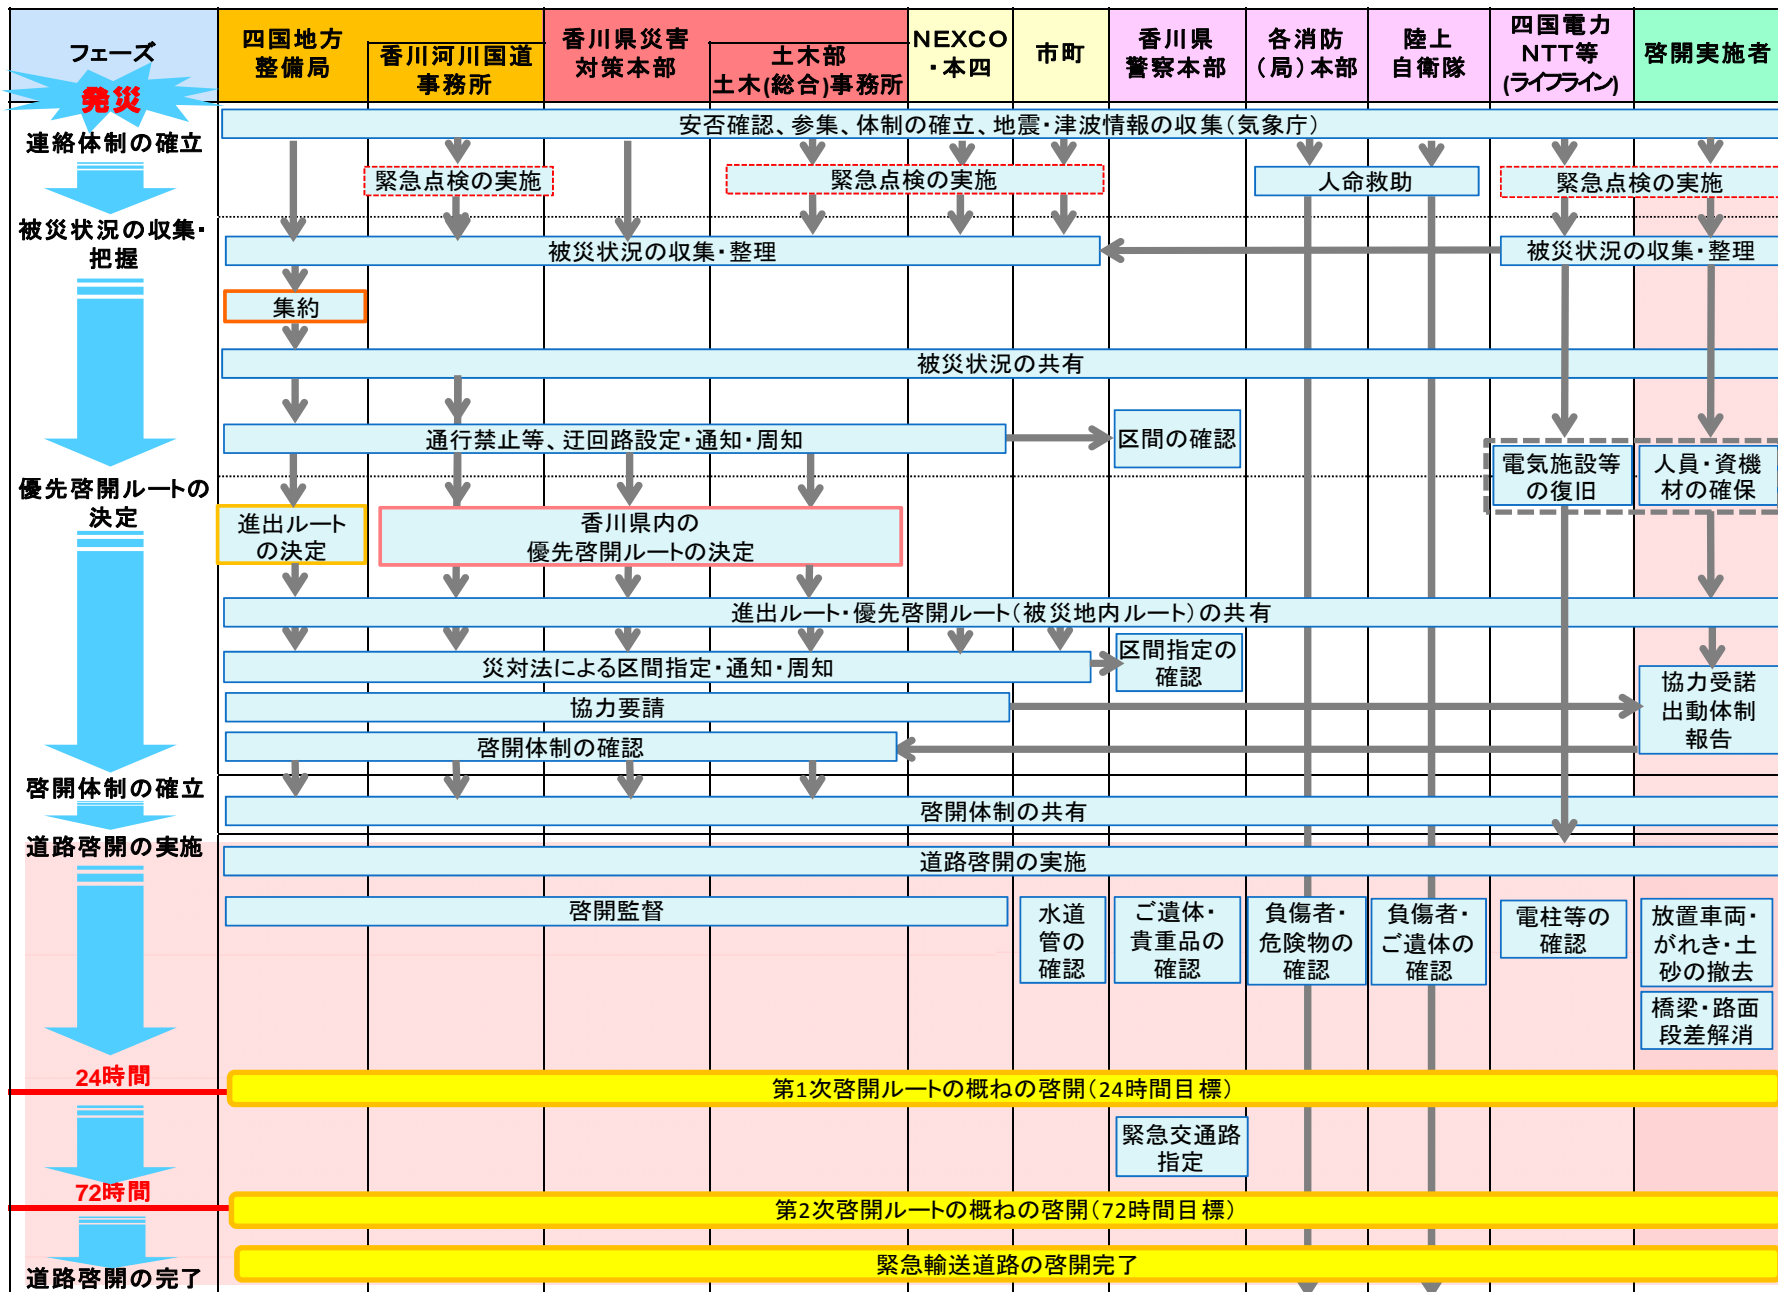 フェーズ
四国地方
整備局
香川河川国道
事務所
香川県災害
対策本部
土木部
土木(総合)事務所
NEXCO
・本四
市町
香川県
警察本部
各消防
(局)本部
陸上
自衛隊
四国電力
NTT等
(ライフライン)
啓開実施者
発災
連絡体制の確立
安否確認、参集、体制の確立、地震・津波情報の収集(気象庁)
緊急点検の実施
緊急点検の実施
人命救助
緊急点検の実施
被災状況の収集・
把握
被災状況の収集・整理
被災状況の収集・整理
集約
被災状況の共有
通行禁止等、迂回路設定・通知・周知
区間の確認
電気施設等
の復旧
人員・資機
材の確保
優先啓開ルートの
決定
進出ルート
の決定
香川県内の
優先啓開ルートの決定
進出ルート・優先啓開ルート(被災地内ルート)の共有
災対法による区間指定・通知・周知
区間指定の
確認
協力要請
協力受諾
出動体制
報告
啓開体制の確認
啓開体制の確立
啓開体制の共有
道路啓開の実施
道路啓開の実施
啓開監督
水道
管の
確認
ご遺体・
貴重品の
確認
負傷者・
危険物の
確認
負傷者・
ご遺体の
確認
電柱等の
確認
放置車両・
がれき・土
砂の撤去
橋梁・路面
段差解消
24時間
第1次啓開ルートの概ねの啓開(24時間目標)
緊急交通路
指定
72時間
第2次啓開ルートの概ねの啓開(72時間目標)
緊急輸送道路の啓開完了
道路啓開の完了